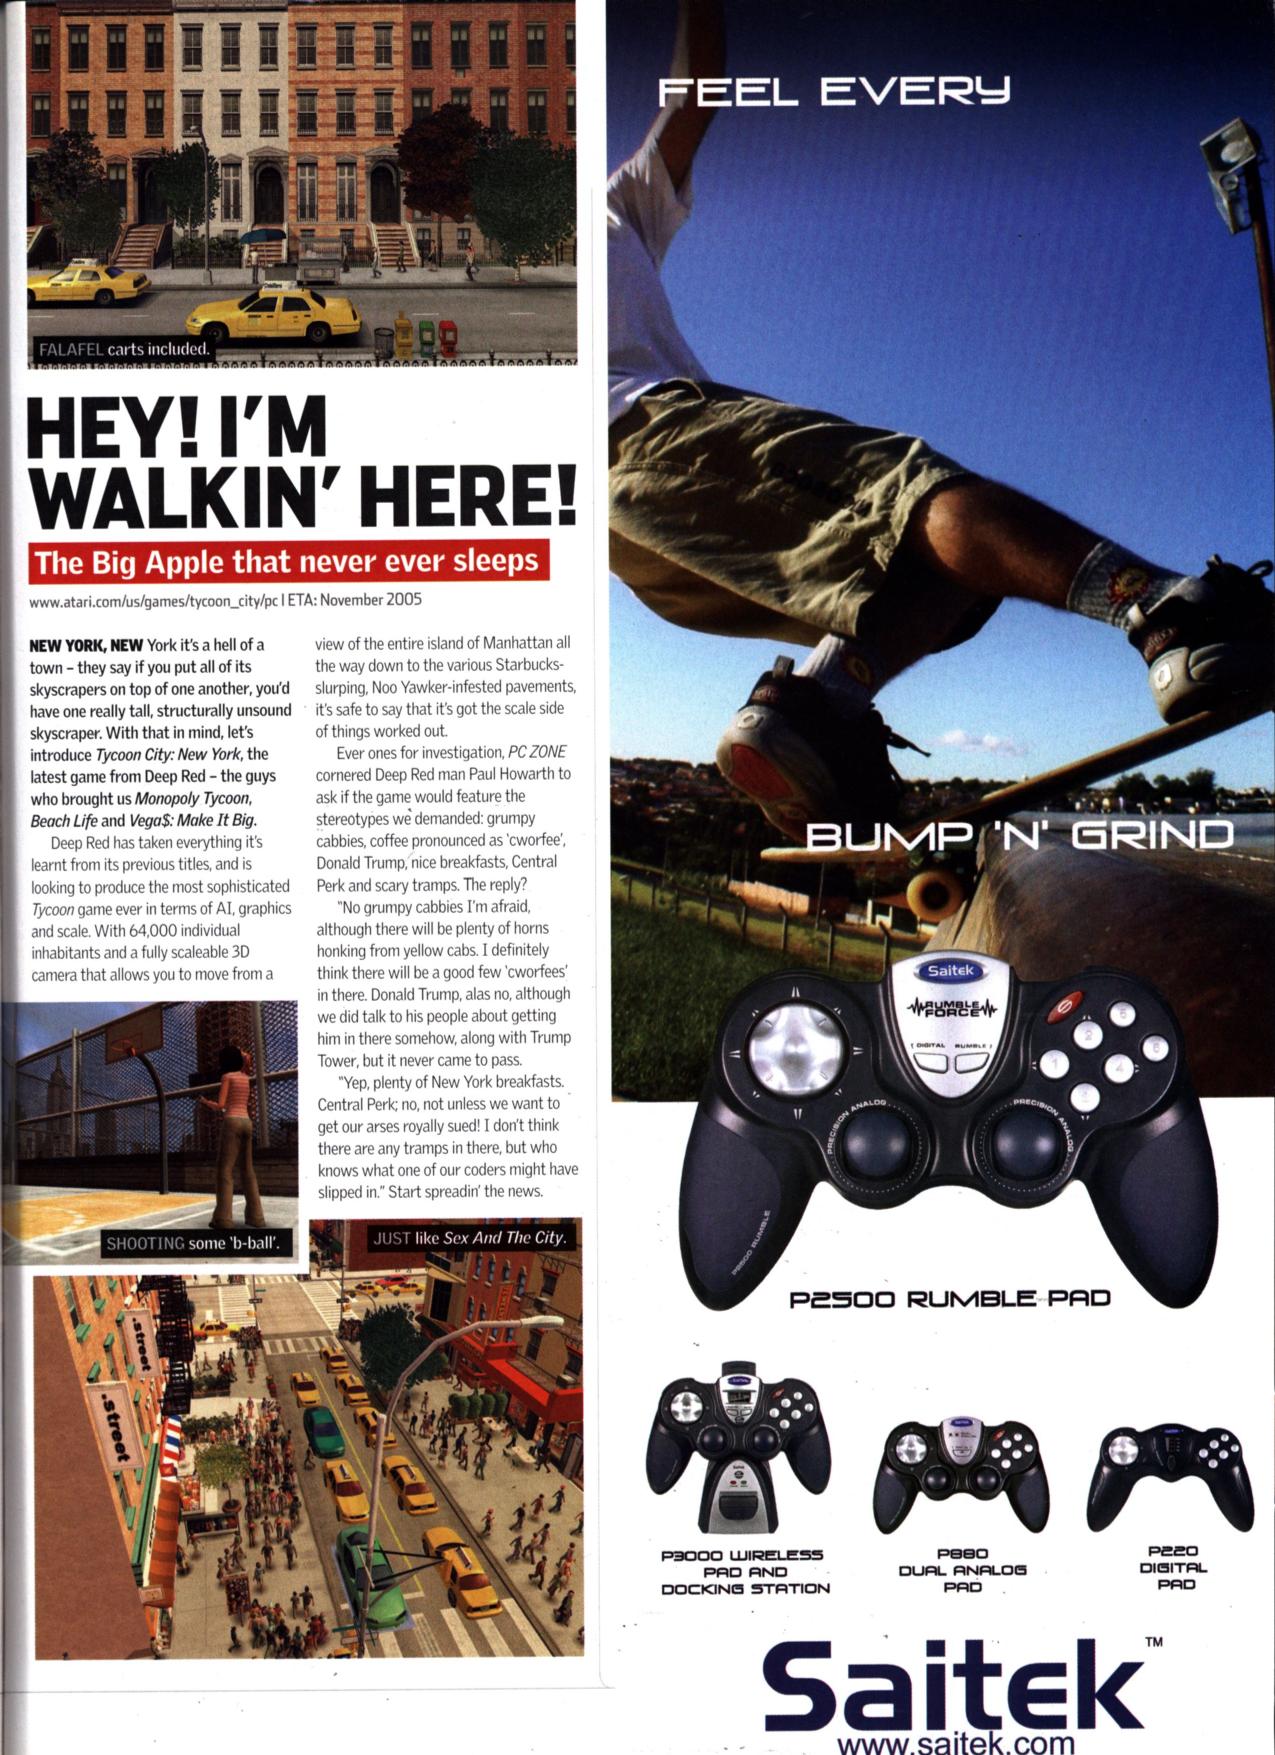 FALAFEL carts included.
HEY! I'M
WALKIN' HERE!
The Big Apple that never ever sleeps
www.atari.com/us/games/tycoon_city/pc | ETA: November 2005
NEW YORK, NEW York it's a hell of a
town – they say if you put all of its
skyscrapers on top of one another, you'd
have one really tall, structurally unsound
skyscraper. With that in mind, let's
introduce Tycoon City: New York, the
latest game from Deep Red – the guys
who brought us Monopoly Tycoon,
Beach Life and Vega$: Make It Big.
Deep Red has taken everything it's
learnt from its previous titles, and is
looking to produce the most sophisticated
Tycoon game ever in terms of AI, graphics
and scale. With 64,000 individual
inhabitants and a fully scaleable 3D
camera that allows you to move from a
view of the entire island of Manhattan all
the way down to the various Starbucks-
slurping, Noo Yawker-infested pavements,
it's safe to say that it's got the scale side
of things worked out.
Ever ones for investigation, PC ZONE
cornered Deep Red man Paul Howarth to
ask if the game would feature the
stereotypes we demanded: grumpy
cabbies, coffee pronounced as 'cworfee',
Donald Trump, nice breakfasts, Central
Perk and scary tramps. The reply?
"No grumpy cabbies I'm afraid,
although there will be plenty of horns
honking from yellow cabs. I definitely
think there will be a good few 'cworfees'
in there. Donald Trump, alas no, although
we did talk to his people about getting
him in there somehow, along with Trump
Tower, but it never came to pass.
"Yep, plenty of New York breakfasts.
Central Perk; no, not unless we want to
get our arses royally sued! I don't think
there are any tramps in there, but who
knows what one of our coders might have
slipped in." Start spreadin' the news.
SHOOTING some 'b-ball'.
JUST like Sex And The City.
.Street
.Street
FEEL EVERY
BUMP 'N' GRIND
Saitek
RUMBLE
FORCE
DIGITAL RUMBLE
5
2
6
1
4
3
PRECISION ANALOG
PRECISION ANALOG
P2500 RUMBLE
P2500 RUMBLE PAD
P3000 WIRELESS
PAD AND
DOCKING STATION
P880
DUAL ANALOG
PAD
P220
DIGITAL
PAD
Saitek™
www.saitek.com